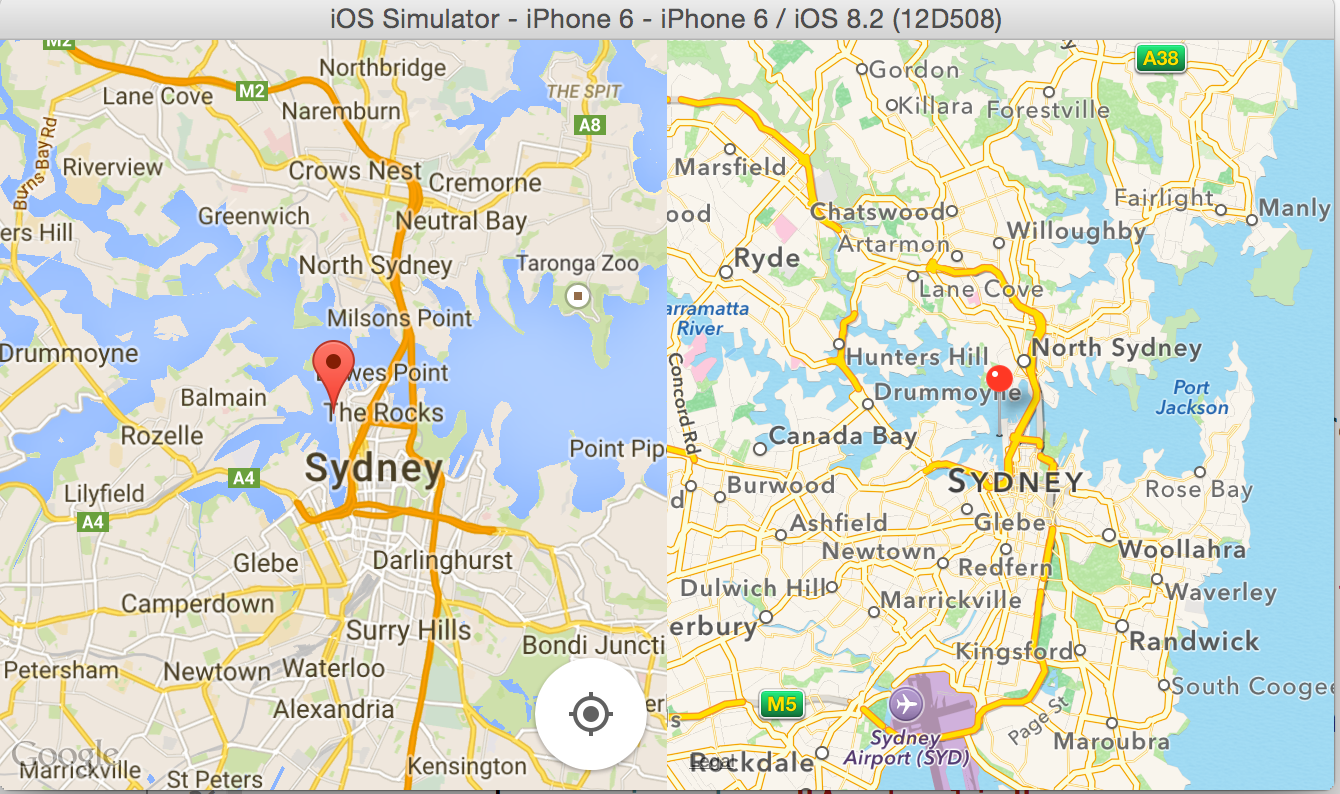 iOS Simulator - iPhone 6 - iPhone 6 / iOS 8.2 (12D508)
M2
Northbridge
Lane Cove
M2
THE SPIT
Naremburn
A8
Burns Bay Rd
Riverview
Crows Nest
Cremorne
Greenwich
Neutral Bay
ers Hill
North Sydney
Taronga Zoo
Milsons Point
Drummoyne
wes Point
Balmain
The Rocks
Rozelle
Point Pip
Sydney
A4
Lilyfield
A4
Glebe
Darlinghurst
Camperdown
Surry Hills
Bondi Juncti
Petersham
Newtown
Waterloo
Alexandria
Google
Marrickville
St Peters
Kensington
A38
Gordon
Killara
Forestville
Marsfield
Fairlight
Manly
ood
Chatswood
Willoughby
Artarmon
Ryde
Lane Cove
arramatta
River
Hunters Hill
North Sydney
Concord Rd
Drummoyne
Port
Jackson
Canada Bay
SYDNEY
Burwood
Rose Bay
d
Ashfield
Glebe
Newtown
Woollahra
Redfern
Dulwich Hill
Waverley
Marrickville
erbury
Randwick
Kingsford
South Coogee
M5
s
Page St
Sydney
Airport (SYD)
Maroubra
Rockdale
Legal